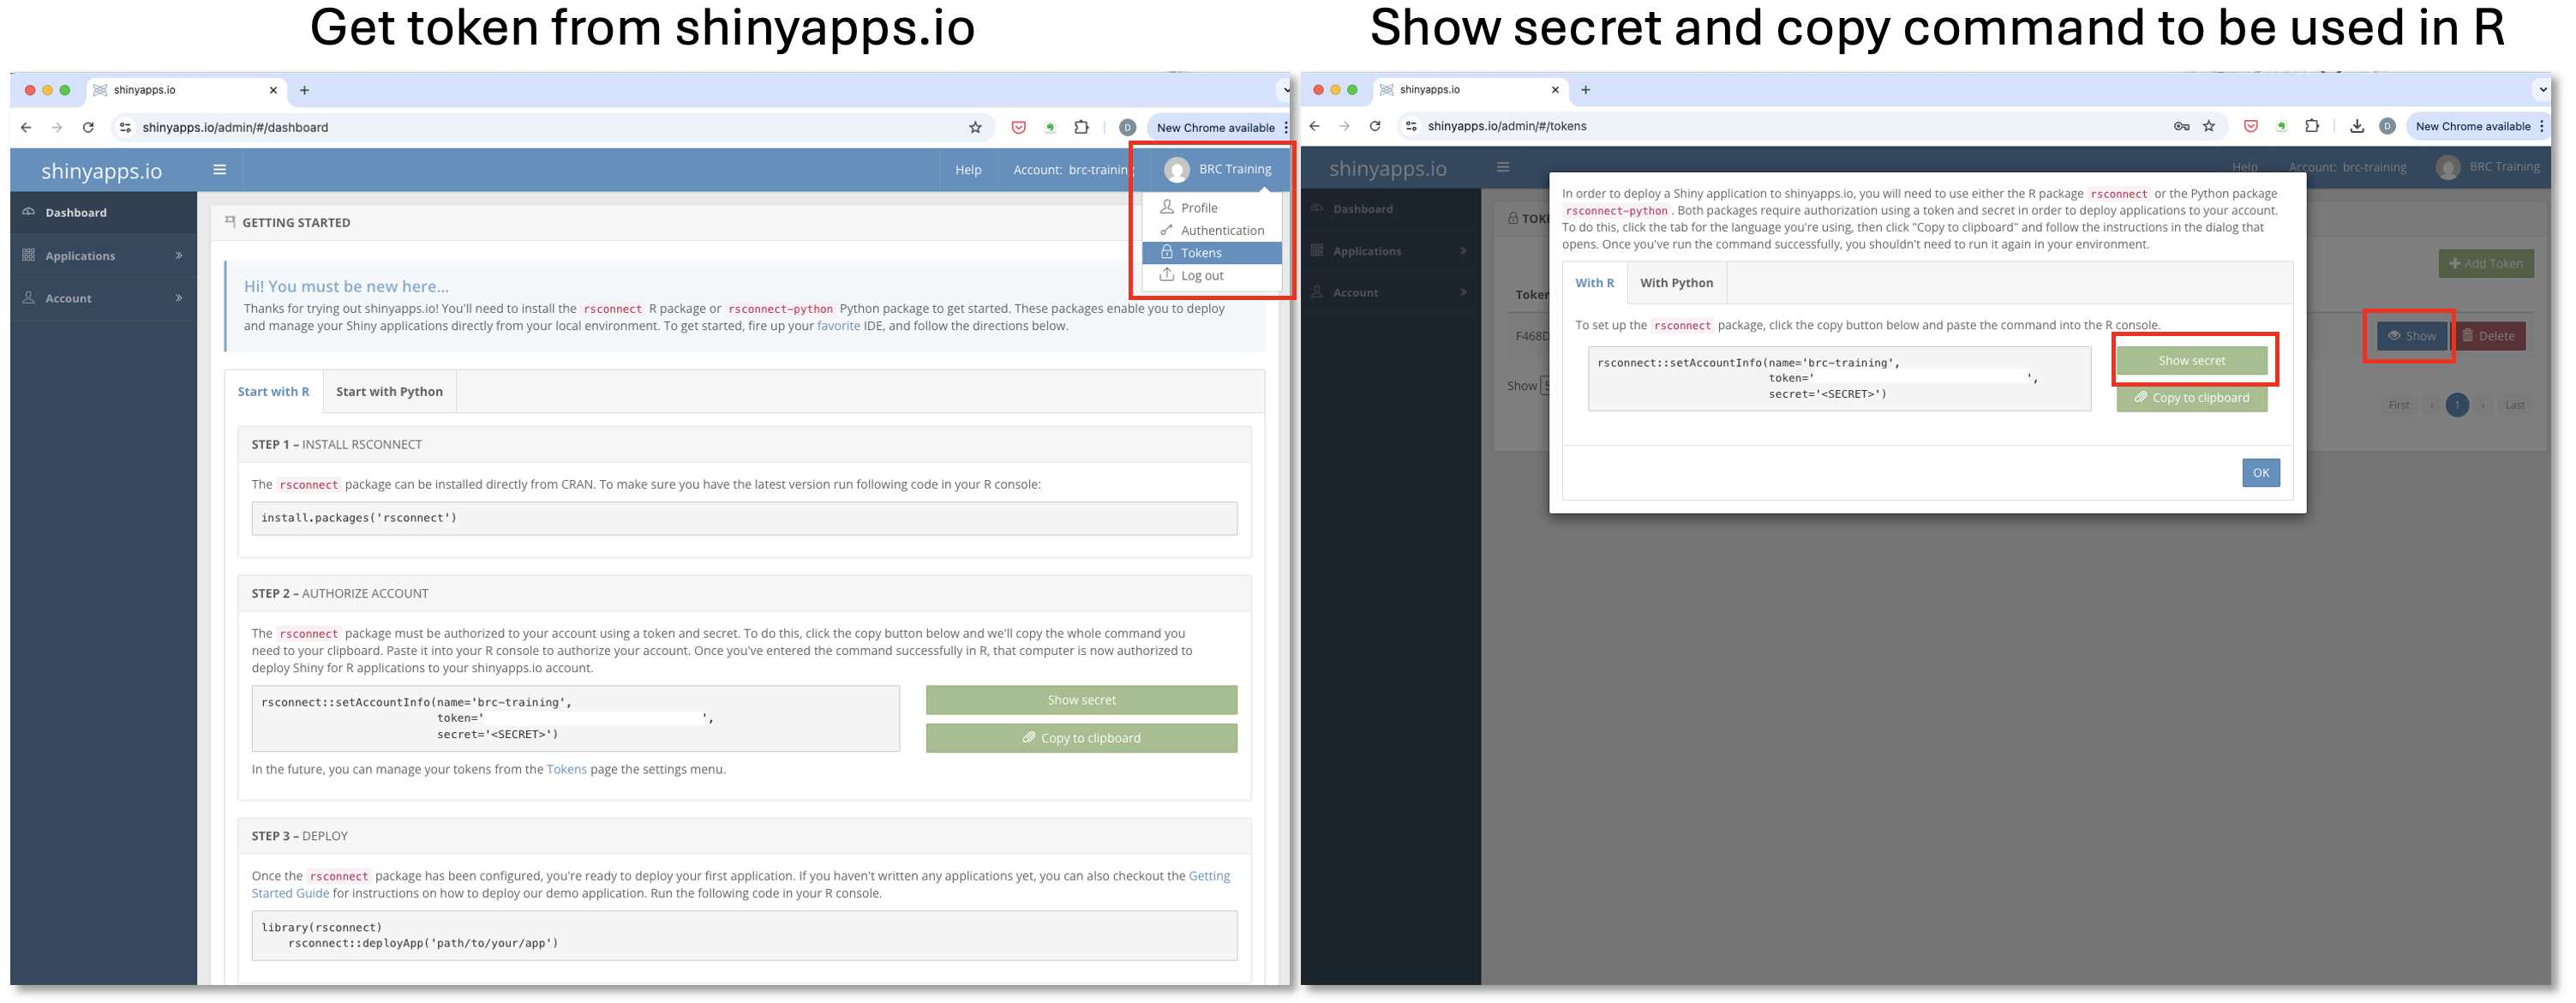 Get token from shinyapps.io
shinyapps.io
shinyapps.io/admin/#/dashboard
D
New Chrome available
shinyapps.io
Help
Account: brc-training
BRC Training
Profile
Authentication
Tokens
Log out
Dashboard
Applications
Account
GETTING STARTED
Hi! You must be new here...
Thanks for trying out shinyapps.io! You'll need to install the rsconnect R package or rsconnect-python Python package to get started. These packages enable you to deploy
and manage your Shiny applications directly from your local environment. To get started, fire up your favorite IDE, and follow the directions below.
Start with R
Start with Python
STEP 1 – INSTALL RSCONNECT
The rsconnect package can be installed directly from CRAN. To make sure you have the latest version run following code in your R console:
install.packages('rsconnect')
STEP 2 – AUTHORIZE ACCOUNT
The rsconnect package must be authorized to your account using a token and secret. To do this, click the copy button below and we'll copy the whole command you
need to your clipboard. Paste it into your R console to authorize your account. Once you've entered the command successfully in R, that computer is now authorized to
deploy Shiny for R applications to your shinyapps.io account.
rsconnect::setAccountInfo(name='brc-training',
token=' ',
secret='<SECRET>')
Show secret
Copy to clipboard
In the future, you can manage your tokens from the Tokens page the settings menu.
STEP 3 – DEPLOY
Once the rsconnect package has been configured, you're ready to deploy your first application. If you haven't written any applications yet, you can also checkout the Getting
Started Guide for instructions on how to deploy our demo application. Run the following code in your R console.
library(rsconnect)
rsconnect::deployApp('path/to/your/app')
Show secret and copy command to be used in R
shinyapps.io
shinyapps.io/admin/#/tokens
D
New Chrome available
shinyapps.io
Help
Account: brc-training
BRC Training
Dashboard
Applications
Account
In order to deploy a Shiny application to shinyapps.io, you will need to use either the R package rsconnect or the Python package
rsconnect-python. Both packages require authorization using a token and secret in order to deploy applications to your account.
To do this, click the tab for the language you're using, then click "Copy to clipboard" and follow the instructions in the dialog that
opens. Once you've run the command successfully, you shouldn't need to run it again in your environment.
With R
With Python
To set up the rsconnect package, click the copy button below and paste the command into the R console.
rsconnect::setAccountInfo(name='brc-training',
token=' ',
secret='<SECRET>')
Show secret
Copy to clipboard
OK
Add Token
Token
F468D
Show
Delete
Show
First
1
Last